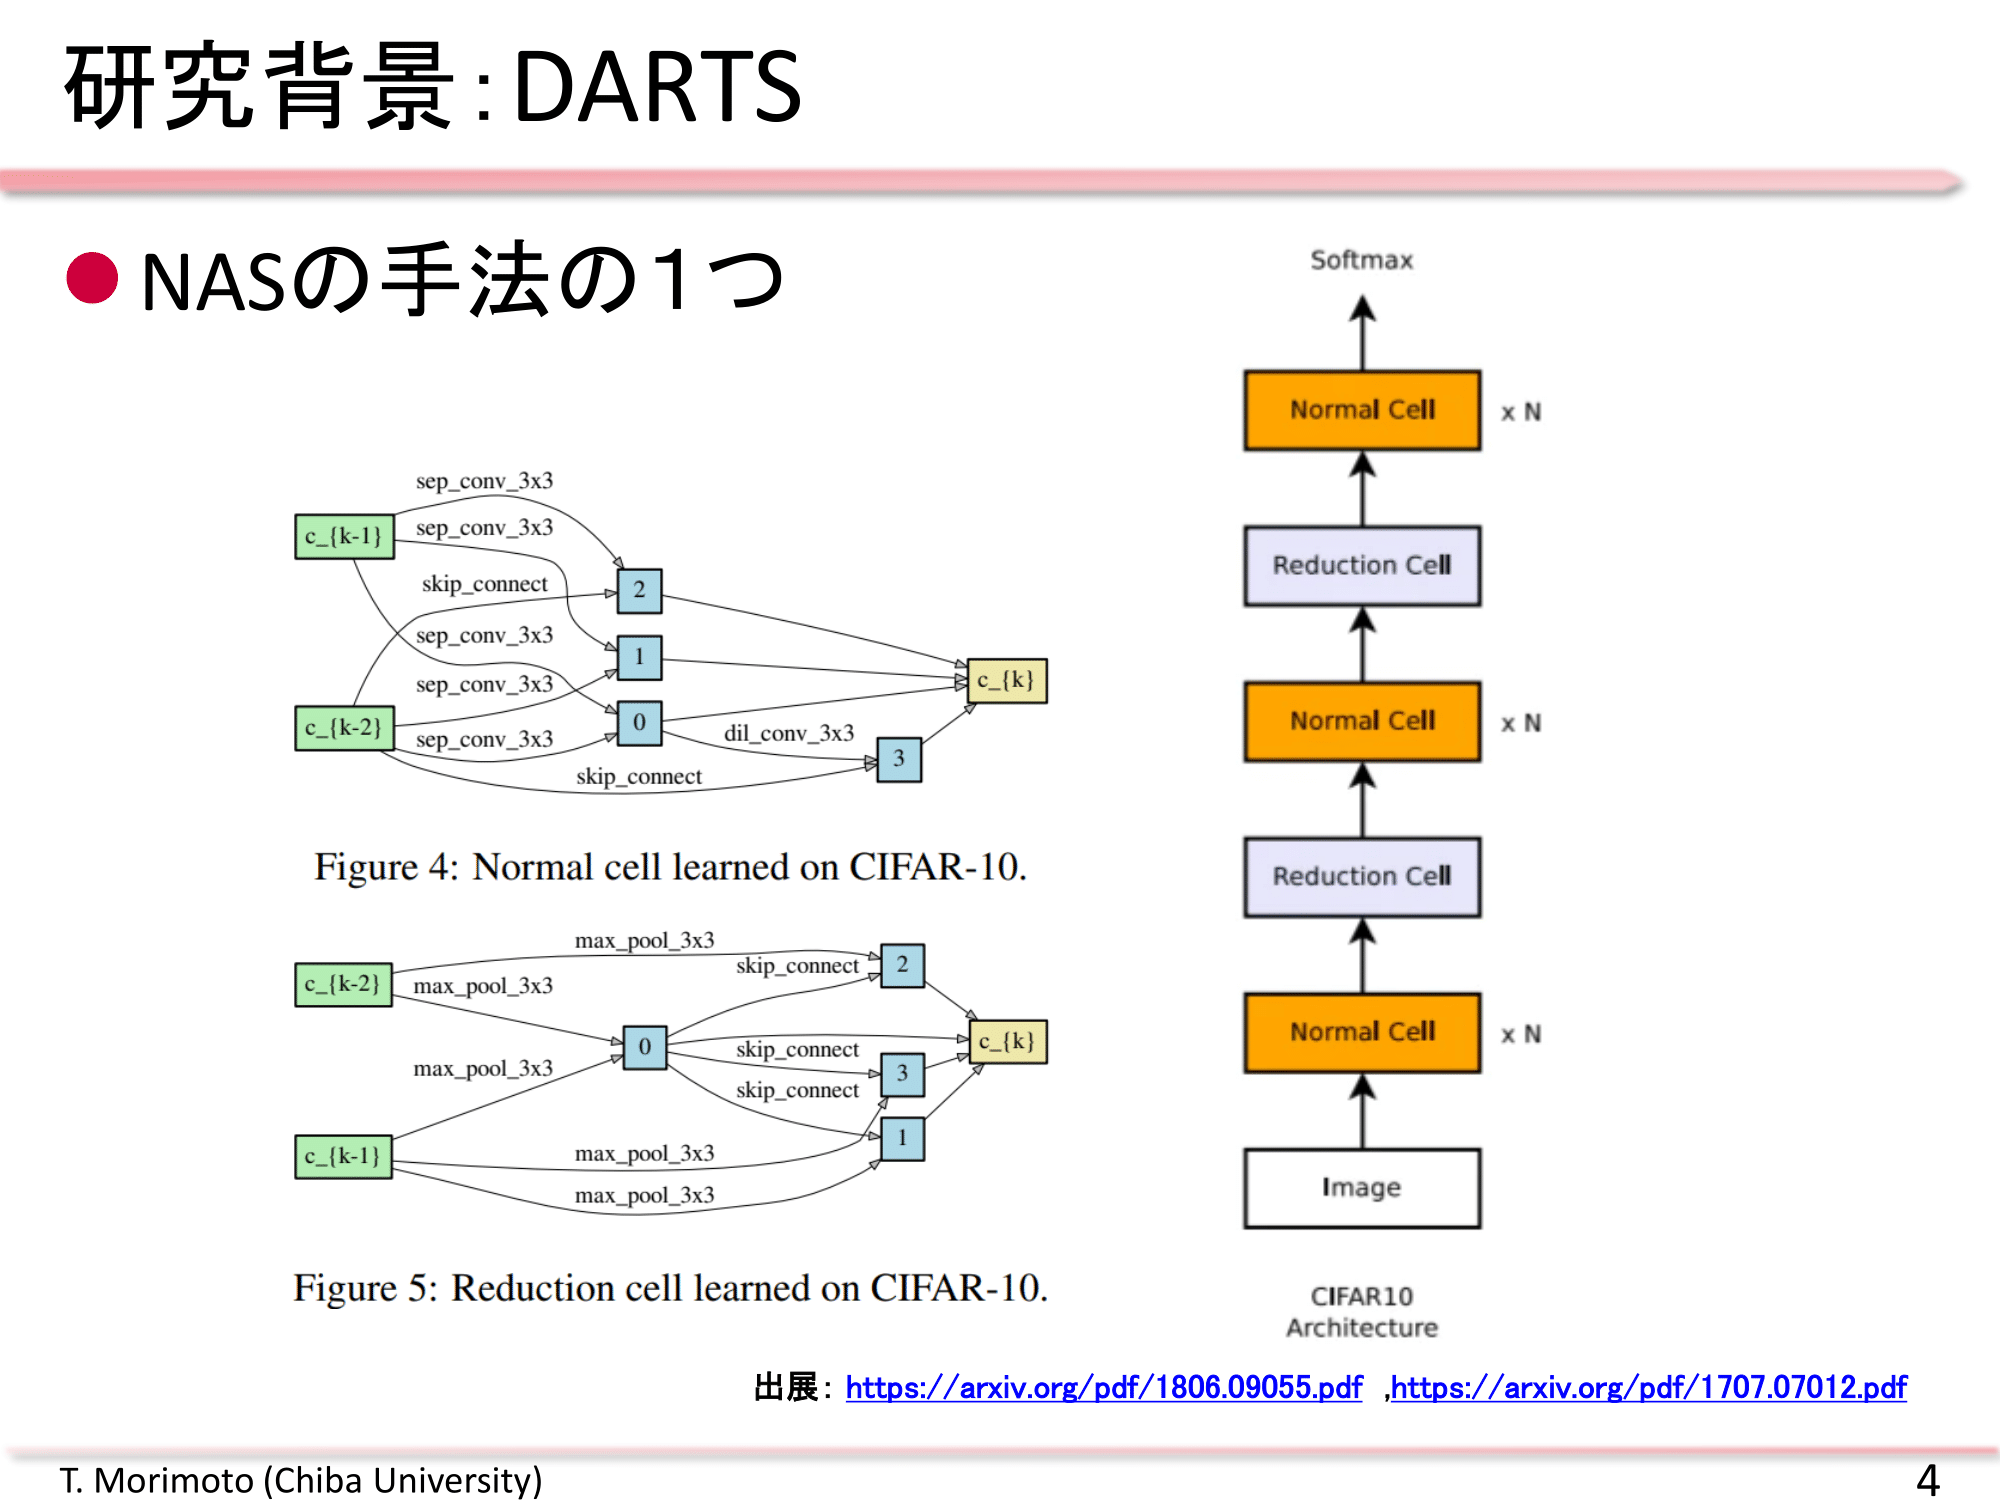 研究背景：DARTS
NASの手法の１つ
sep_conv_3x3
c_{k-1}
sep_conv_3x3
skip_connect
2
sep_conv_3x3
1
sep_conv_3x3
c_{k}
c_{k-2}
sep_conv_3x3
0
dil_conv_3x3
3
skip_connect
Figure 4: Normal cell learned on CIFAR-10.
max_pool_3x3
c_{k-2}
max_pool_3x3
skip_connect
2
0
c_{k}
skip_connect
max_pool_3x3
3
skip_connect
1
c_{k-1}
max_pool_3x3
max_pool_3x3
Figure 5: Reduction cell learned on CIFAR-10.
Softmax
Normal Cell x N
Reduction Cell
Normal Cell x N
Reduction Cell
Normal Cell x N
Image
CIFAR10
Architecture
出展： https://arxiv.org/pdf/1806.09055.pdf ,https://arxiv.org/pdf/1707.07012.pdf
T. Morimoto (Chiba University)
4